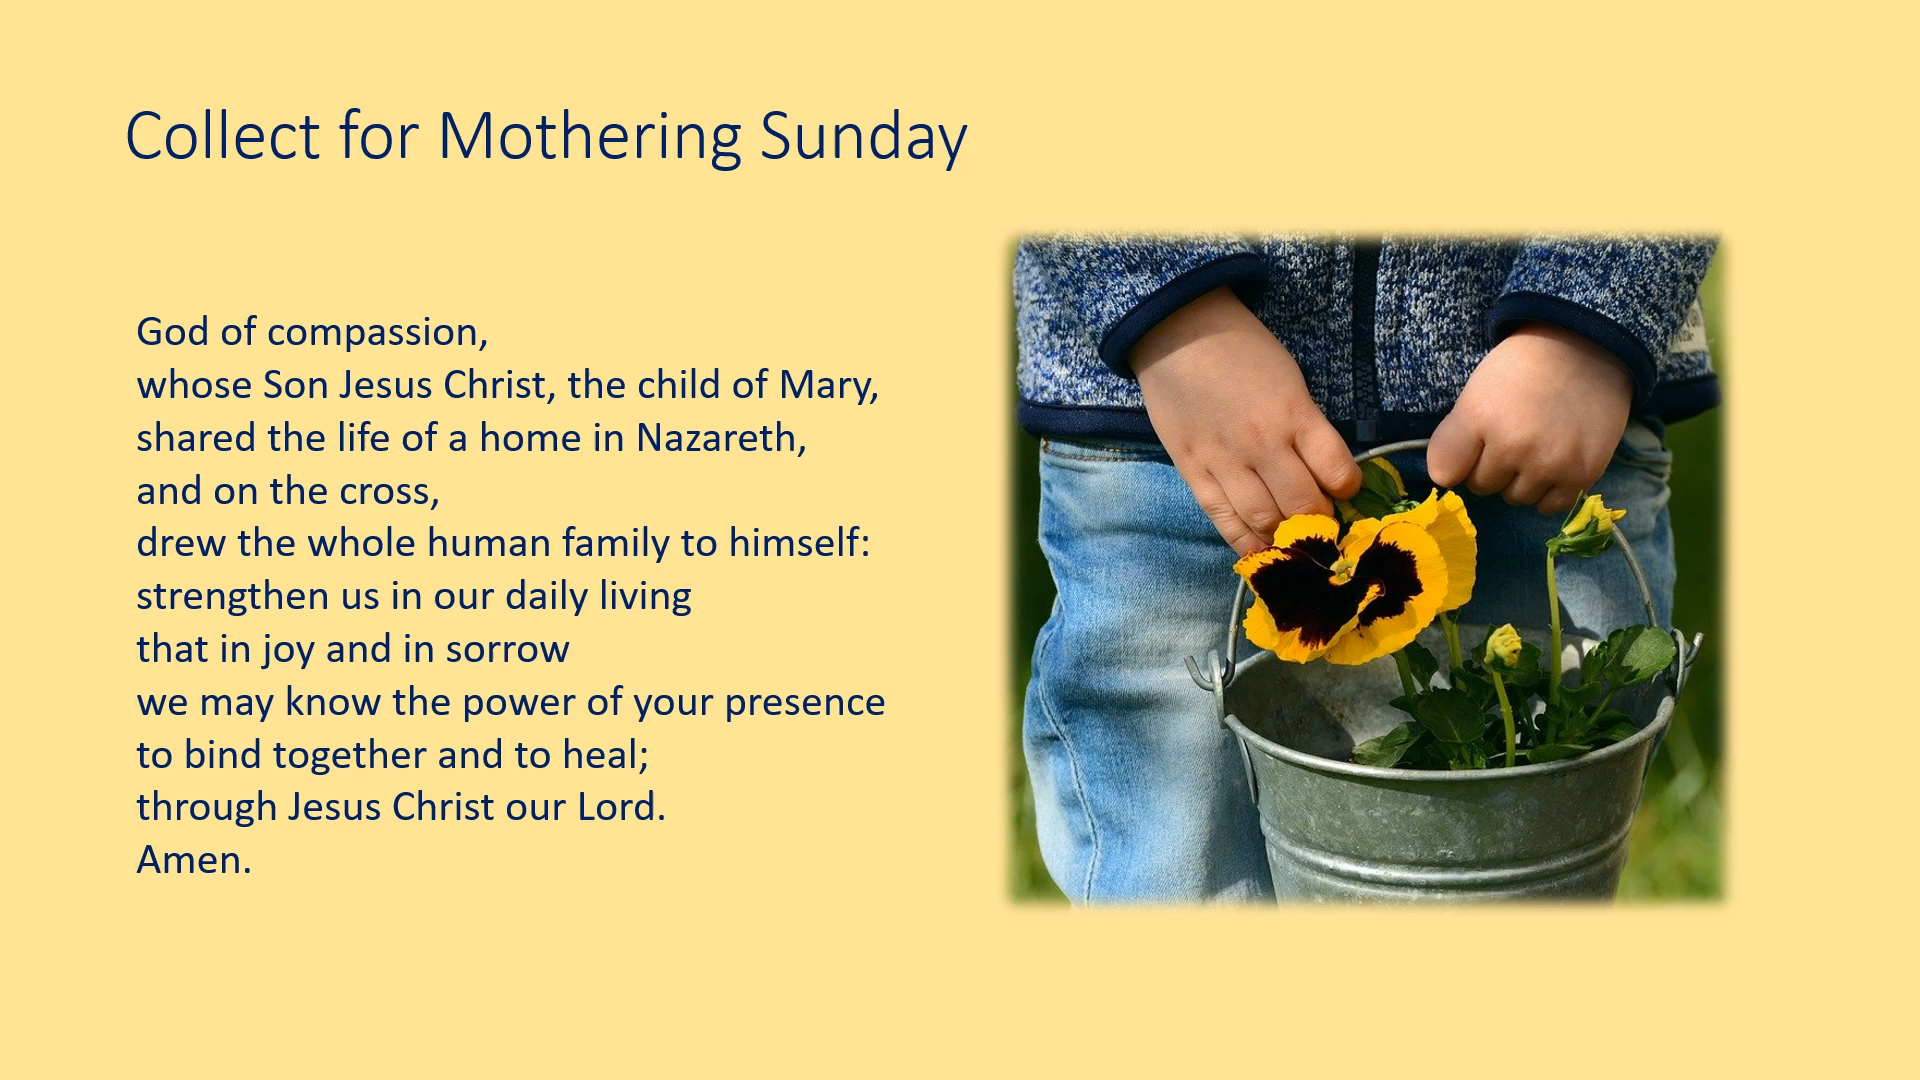 Collect for Mothering Sunday
God of compassion,
whose Son Jesus Christ, the child of Mary,
shared the life of a home in Nazareth,
and on the cross,
drew the whole human family to himself:
strengthen us in our daily living
that in joy and in sorrow
we may know the power of your presence
to bind together and to heal;
through Jesus Christ our Lord.
Amen.